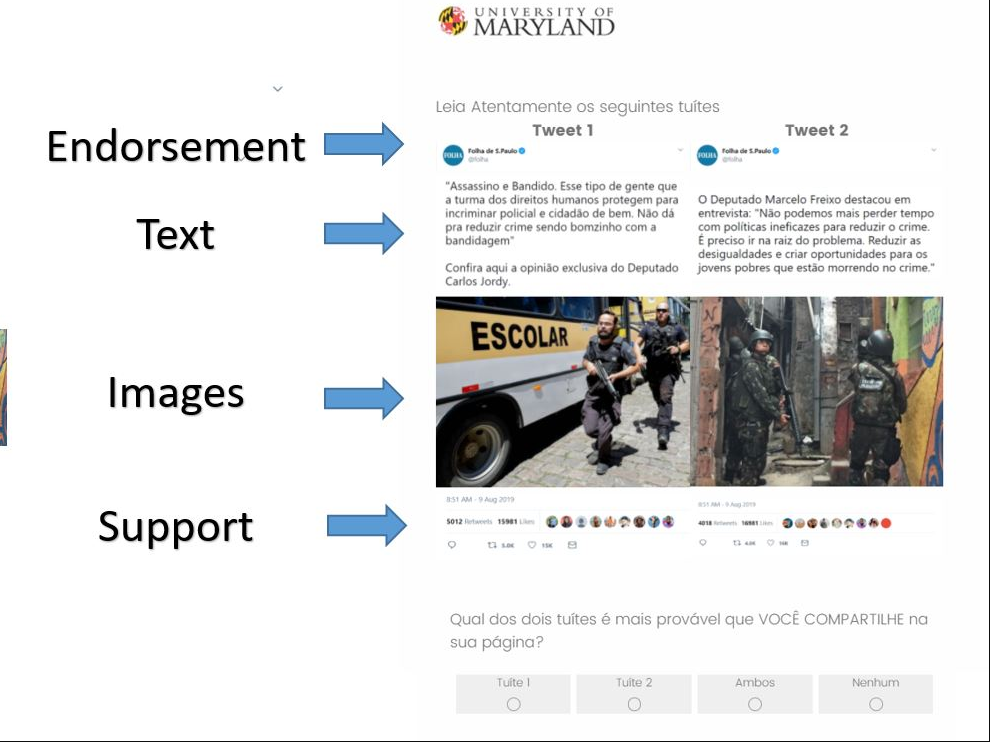 UNIVERSITY OF
MARYLAND
Leia Atentamente os seguintes tuítes
Tweet 1
Tweet 2
Endorsement
FOLHA
Folha de S.Paulo
@folha
FOLHA
Folha de S.Paulo
@folha
Text
"Assassino e Bandido. Esse tipo de gente que
a turma dos direitos humanos protegem para
incriminar policial e cidadão de bem. Não dá
pra reduzir crime sendo bomzinho com a
bandidagem"
Confira aqui a opinião exclusiva do Deputado
Carlos Jordy.
O Deputado Marcelo Freixo destacou em
entrevista: "Não podemos mais perder tempo
com políticas ineficazes para reduzir o crime.
É preciso ir na raiz do problema. Reduzir as
desigualdades e criar oportunidades para os
jovens pobres que estão morrendo no crime."
Images
ESCOLAR
Support
8:51 AM - 9 Aug 2019
5012 Retweets 15981 Likes
5.0K 15K
8:51 AM - 9 Aug 2019
4018 Retweets 16981 Likes
Qual dos dois tuítes é mais provável que VOCÊ COMPARTILHE na
sua página?
Tuíte 1
Tuíte 2
Ambos
Nenhum